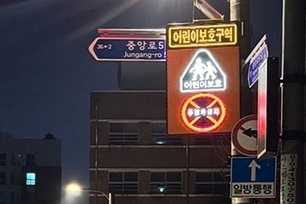 어린이보호구역
36↔2 중앙로5
Jungang-ro 5
어린이보호
주정차금지
일방통행